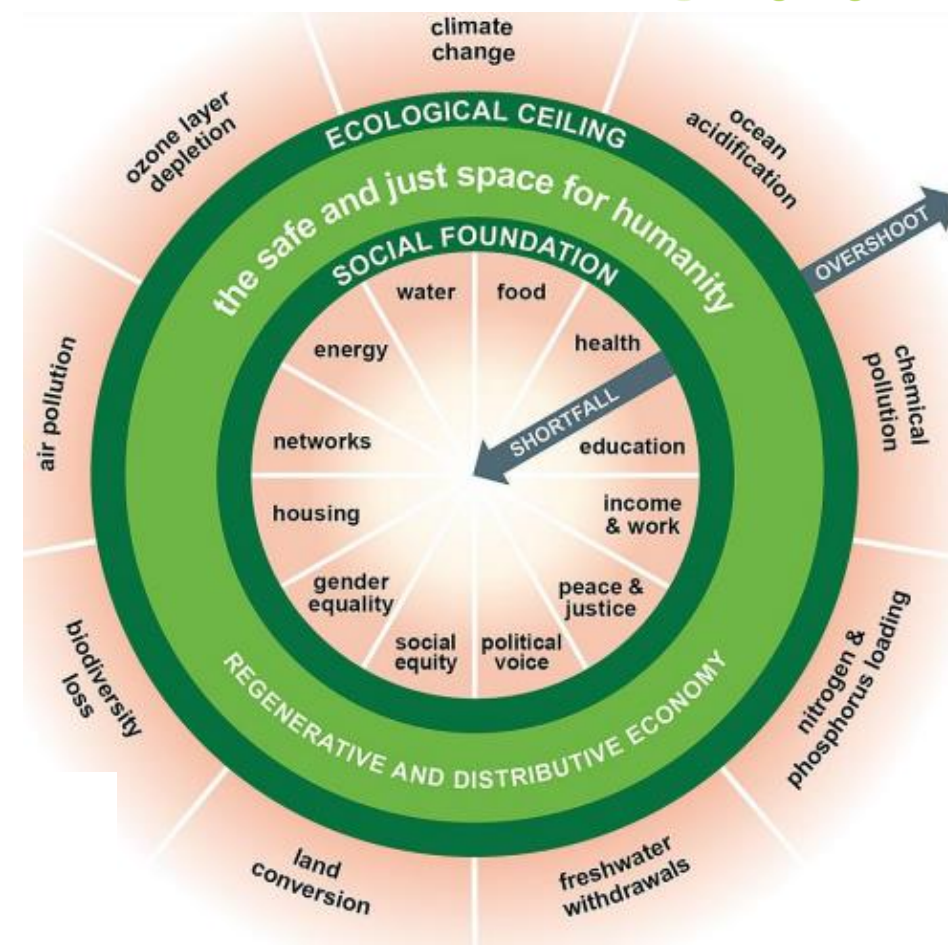 climate
change
ocean
acidification
chemical
pollution
nitrogen &
phosphorus loading
freshwater
withdrawals
land
conversion
biodiversity
loss
air pollution
ozone layer
depletion
ECOLOGICAL CEILING
the safe and just space for humanity
SOCIAL FOUNDATION
OVERSHOOT
water
food
health
SHORTFALL
education
income
& work
peace &
justice
political
voice
social
equity
gender
equality
housing
networks
energy
REGENERATIVE AND DISTRIBUTIVE ECONOMY